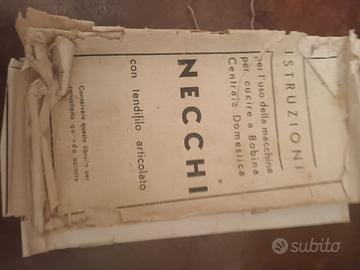 ISTRUZIONI
per l'uso della macchina
per cucire a Bobina
Centrale Domestica
NECCHI
con tendifilo articolato
Conservare questo libretto per
consultarlo quando occorre
subito